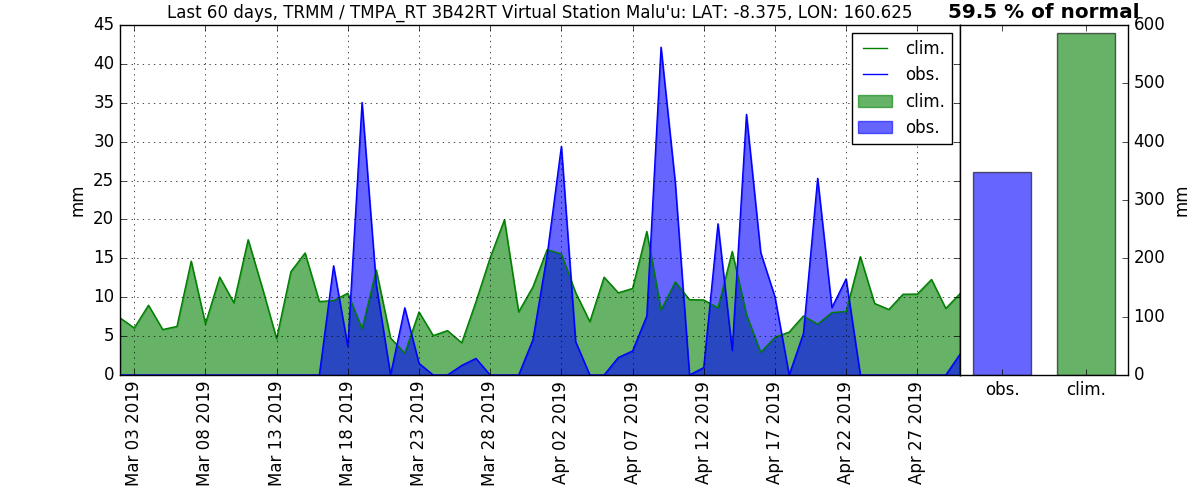 Last 60 days, TRMM / TMPA_RT 3B42RT Virtual Station Malu'u: LAT: -8.375, LON: 160.625
59.5 % of normal
45
40
35
30
25
20
15
10
5
0
mm
clim.
obs.
clim.
obs.
Mar 03 2019
Mar 08 2019
Mar 13 2019
Mar 18 2019
Mar 23 2019
Mar 28 2019
Apr 02 2019
Apr 07 2019
Apr 12 2019
Apr 17 2019
Apr 22 2019
Apr 27 2019
600
500
400
300
200
100
0
mm
obs.
clim.